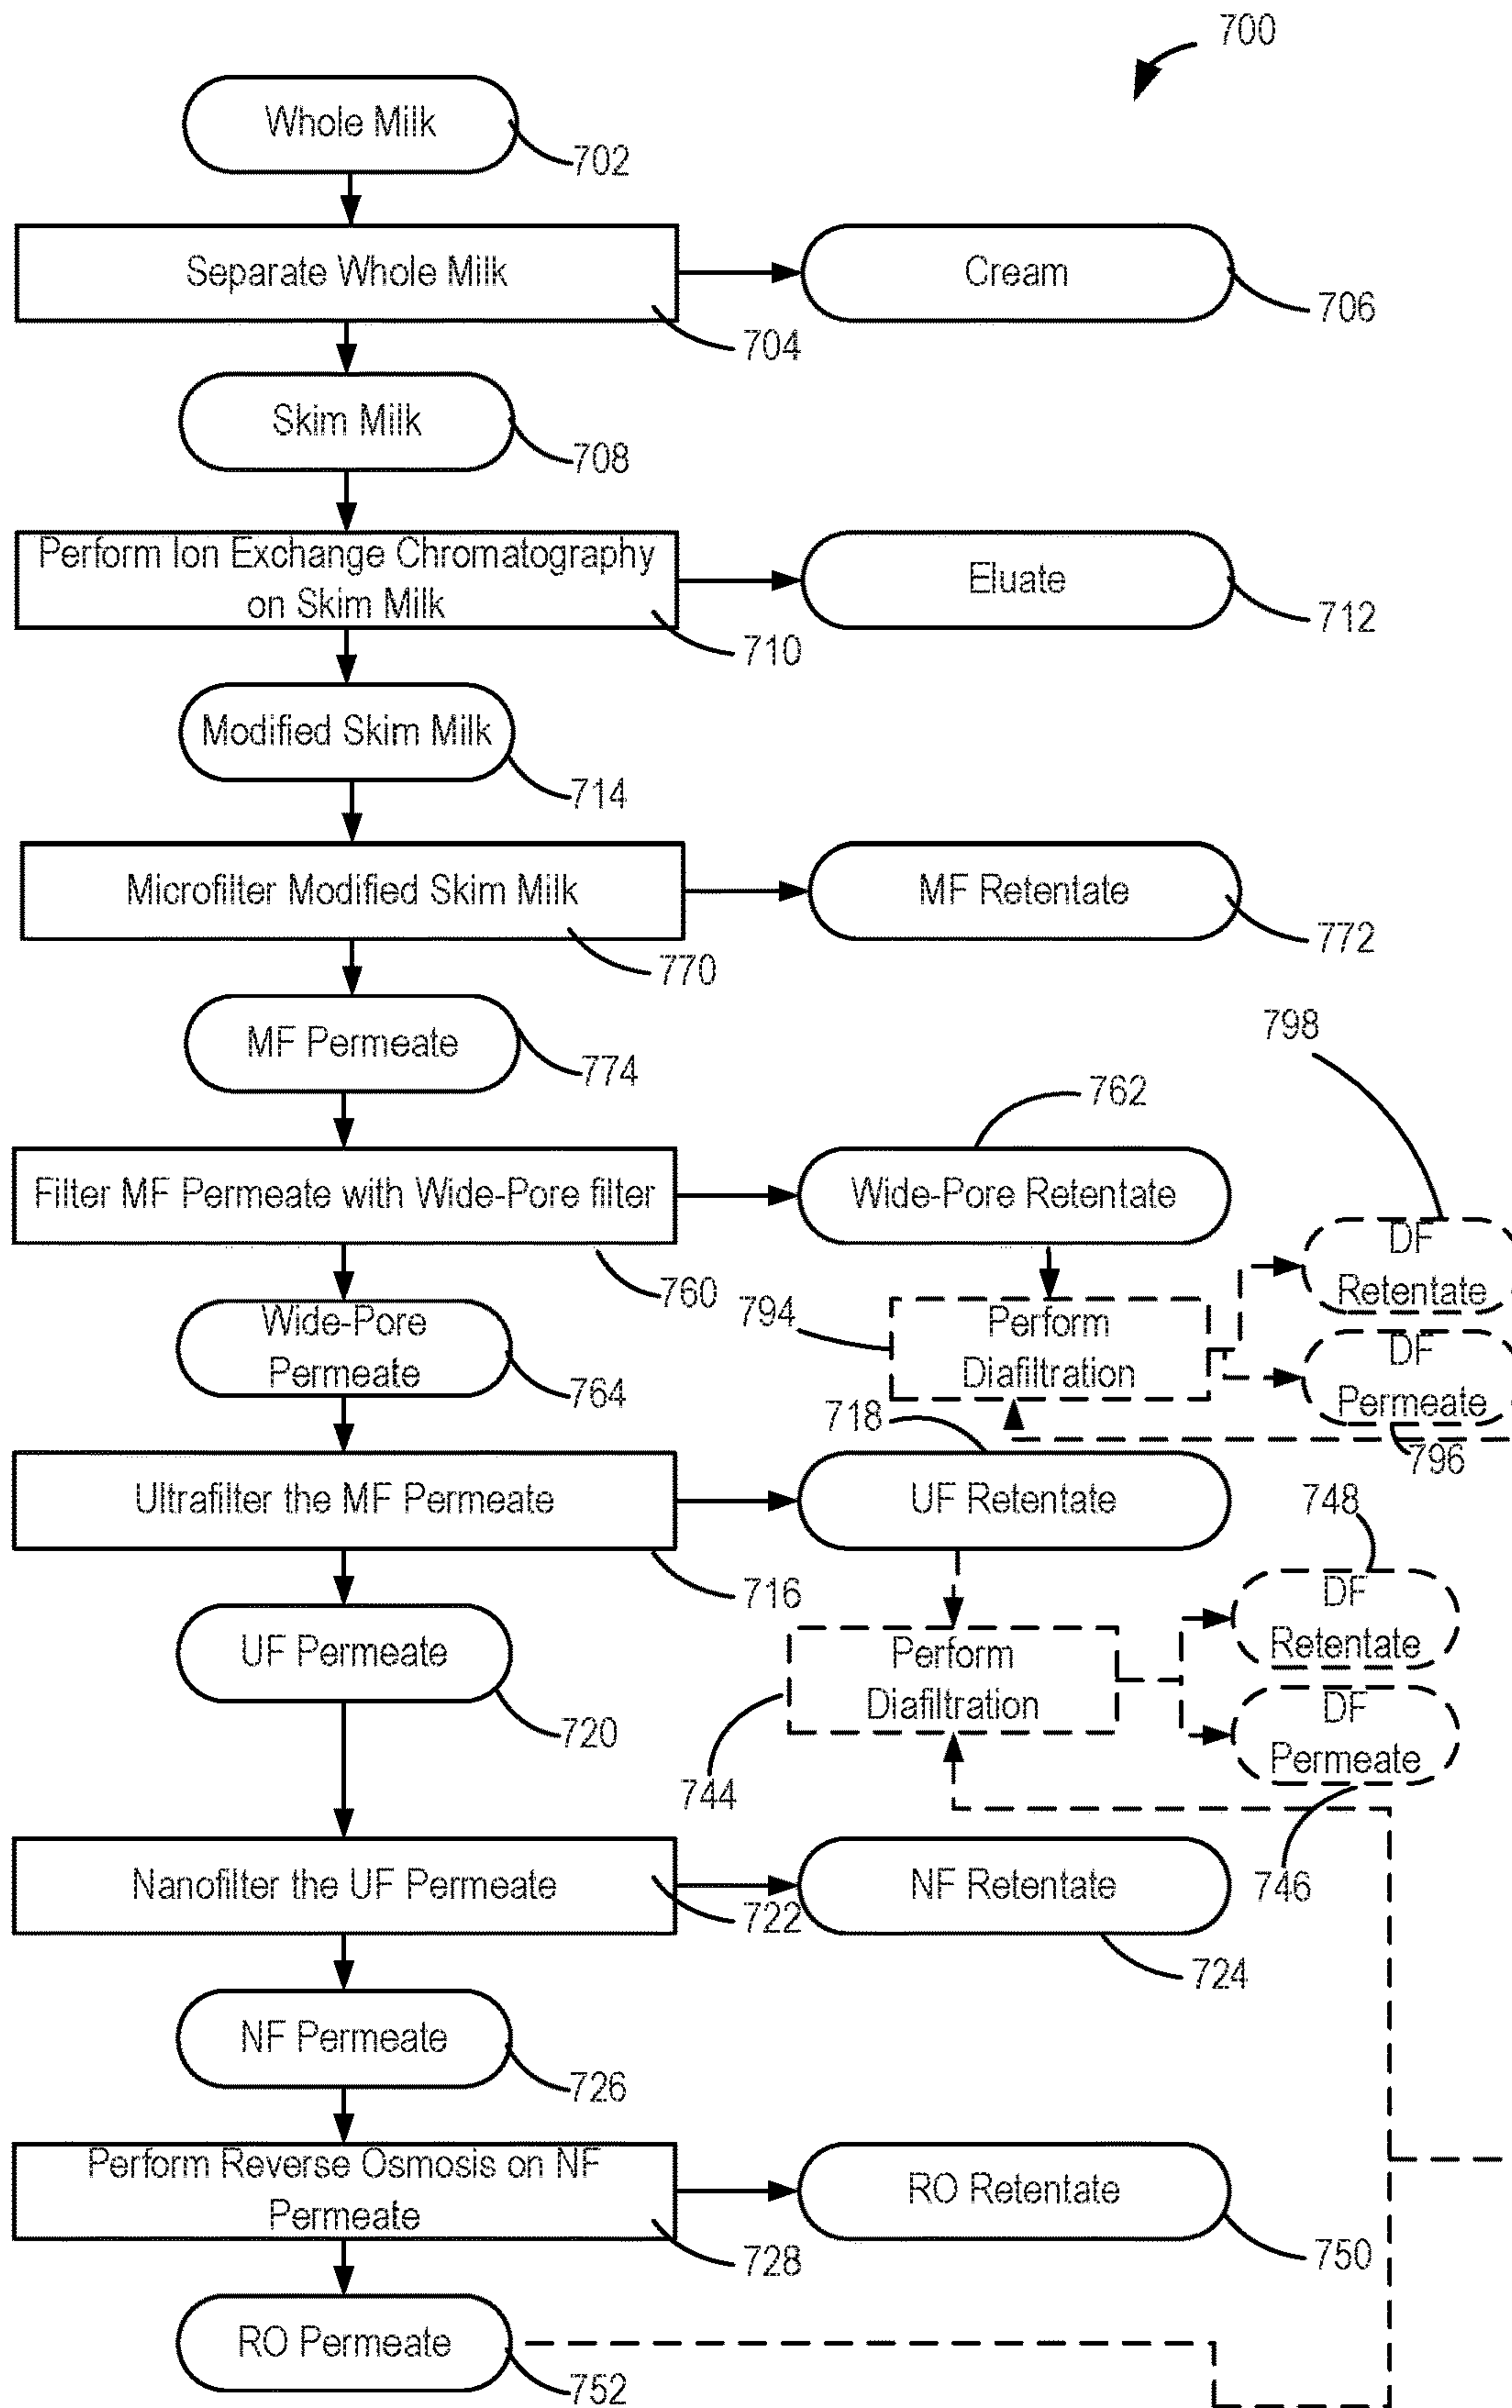 700
Whole Milk
702
Separate Whole Milk
Cream
706
704
Skim Milk
708
Perform Ion Exchange Chromatography
on Skim Milk
Eluate
712
710
Modified Skim Milk
714
Microfilter Modified Skim Milk
MF Retentate
772
770
MF Permeate
774
798
762
Filter MF Permeate with Wide-Pore filter
Wide-Pore Retentate
DF
Retentate
760
794
Perform
Diafiltration
DF
Permeate
796
Wide-Pore
Permeate
764
718
Ultrafilter the MF Permeate
UF Retentate
748
716
DF
Retentate
UF Permeate
720
Perform
Diafiltration
DF
Permeate
744
746
Nanofilter the UF Permeate
722
NF Retentate
724
NF Permeate
726
Perform Reverse Osmosis on NF
Permeate
RO Retentate
750
728
RO Permeate
752